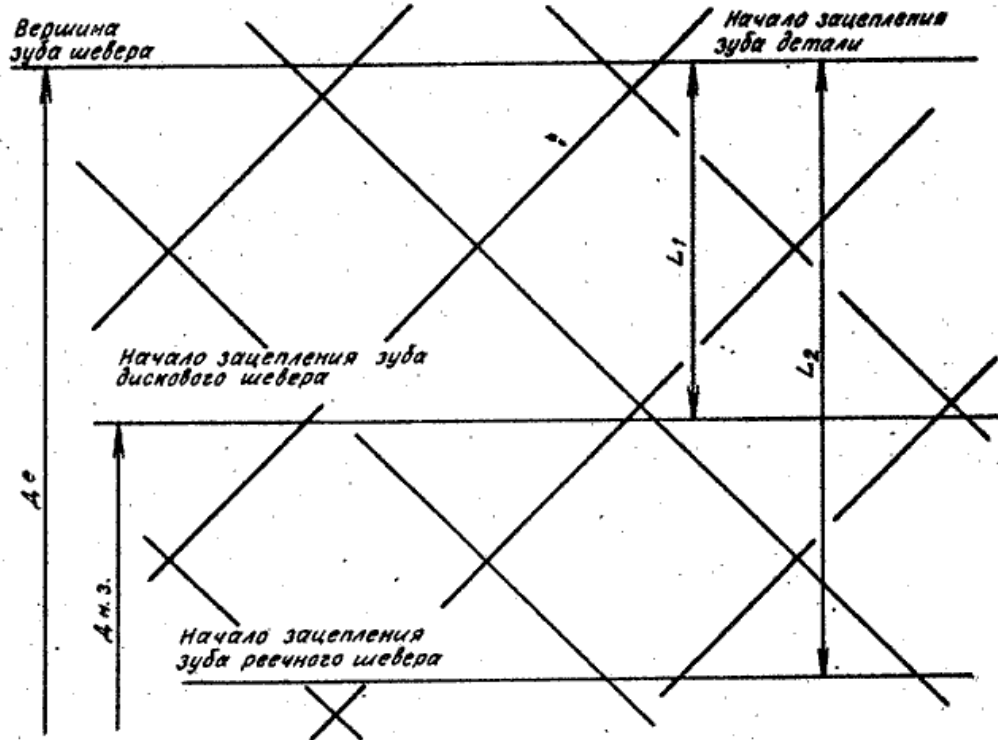 Вершина
зуба шевера
Начало зацепления
зуба детали
L1
L2
Начало зацепления зуба
дискового шевера
Де
Дн.з.
Начало зацепления
зуба реечного шевера